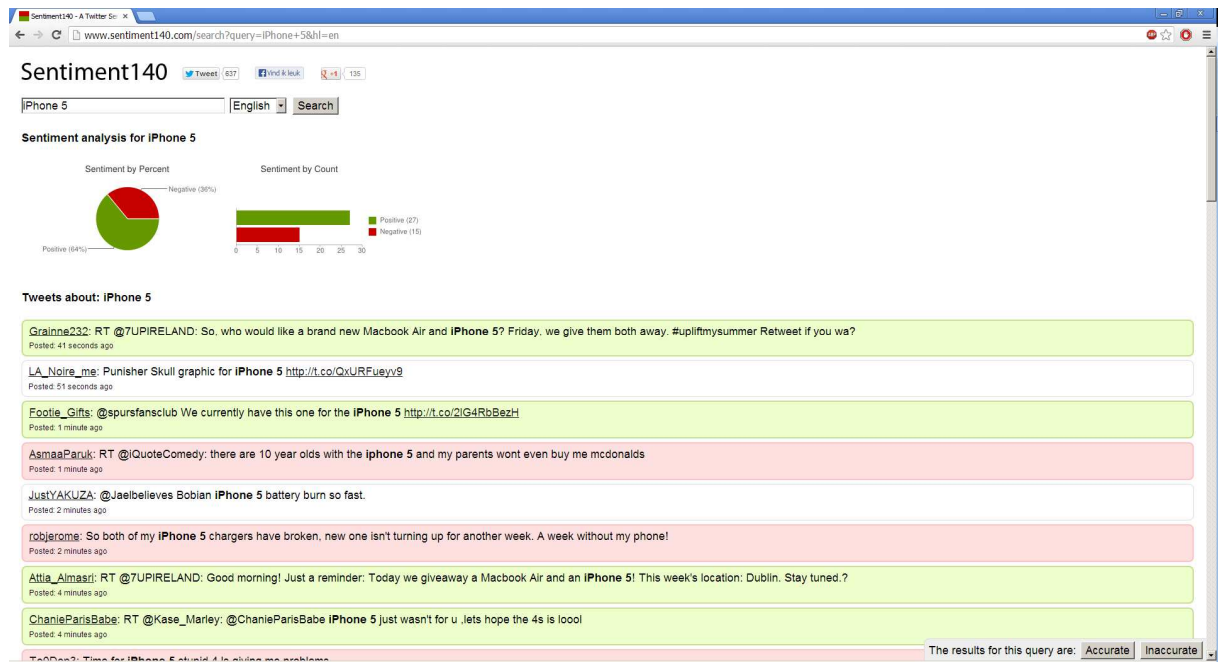 Sentiment140 - A Twitter Se
www.sentiment140.com/search?query=iPhone+5&hl=en
ABP
Sentiment140 Tweet 637 Vind ik leuk +1 135
iPhone 5 English Search
Sentiment analysis for iPhone 5
Sentiment by Percent Sentiment by Count
Negative (36%)
Positive (64%)
Positive (27)
Negative (15)
0 5 10 15 20 25 30
Tweets about: iPhone 5
Grainne232: RT @7UPIRELAND: So, who would like a brand new Macbook Air and iPhone 5? Friday, we give them both away. #upliftmysummer Retweet if you wa?
Posted: 41 seconds ago
LA_Noire_me: Punisher Skull graphic for iPhone 5 http://t.co/QxURFueyv9
Posted: 51 seconds ago
Footie_Gifts: @spursfansclub We currently have this one for the iPhone 5 http://t.co/2lG4RbBezH
Posted: 1 minute ago
AsmaaParuk: RT @iQuoteComedy: there are 10 year olds with the iphone 5 and my parents wont even buy me mcdonalds
Posted: 1 minute ago
JustYAKUZA: @Jaelbelieves Bobian iPhone 5 battery burn so fast.
Posted: 2 minutes ago
robjerome: So both of my iPhone 5 chargers have broken, new one isn't turning up for another week. A week without my phone!
Posted: 2 minutes ago
Attia_Almasri: RT @7UPIRELAND: Good morning! Just a reminder: Today we giveaway a Macbook Air and an iPhone 5! This week's location: Dublin. Stay tuned.?
Posted: 4 minutes ago
ChanieParisBabe: RT @Kase_Marley: @ChanieParisBabe iPhone 5 just wasn't for u ,lets hope the 4s is loool
Posted: 4 minutes ago
Time for iPhone 5 stupid 4 is giving me problems
The results for this query are: Accurate Inaccurate